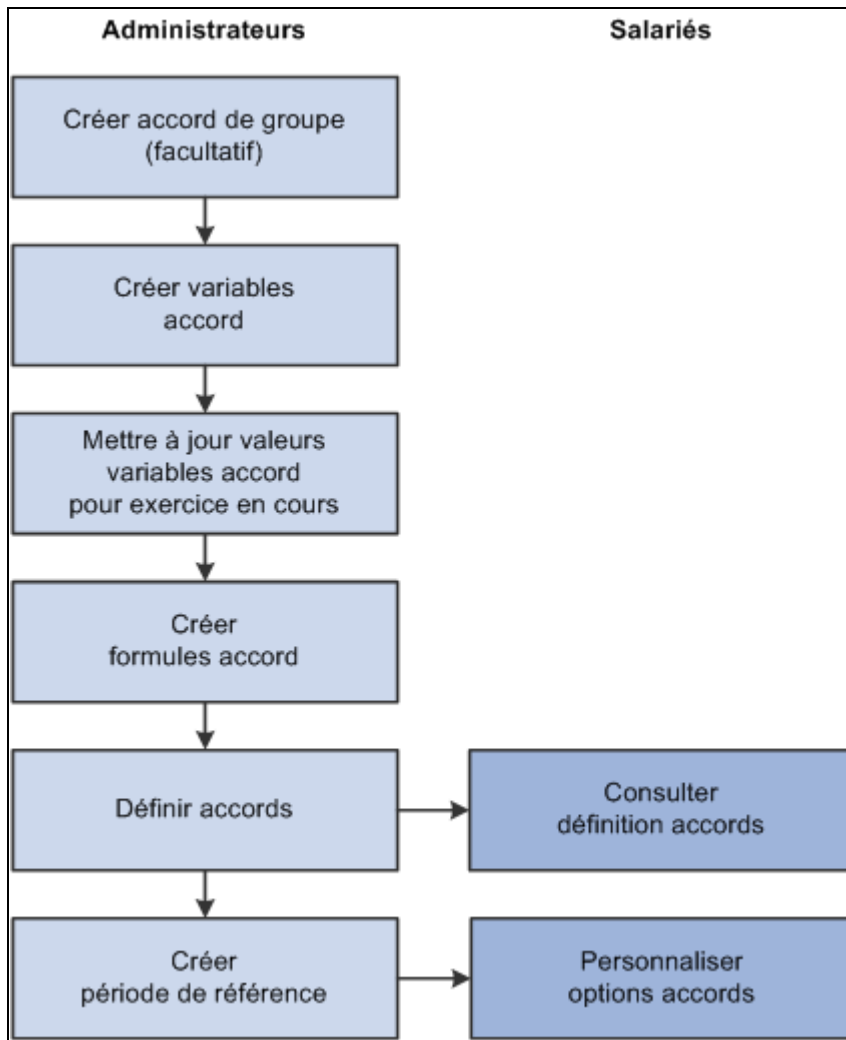 Administrateurs
Salariés
Créer accord de groupe
(facultatif)
Créer variables
accord
Mettre à jour valeurs
variables accord
pour exercice en cours
Créer
formules accord
Définir accords
Consulter
définition accords
Créer
période de référence
Personnaliser
options accords